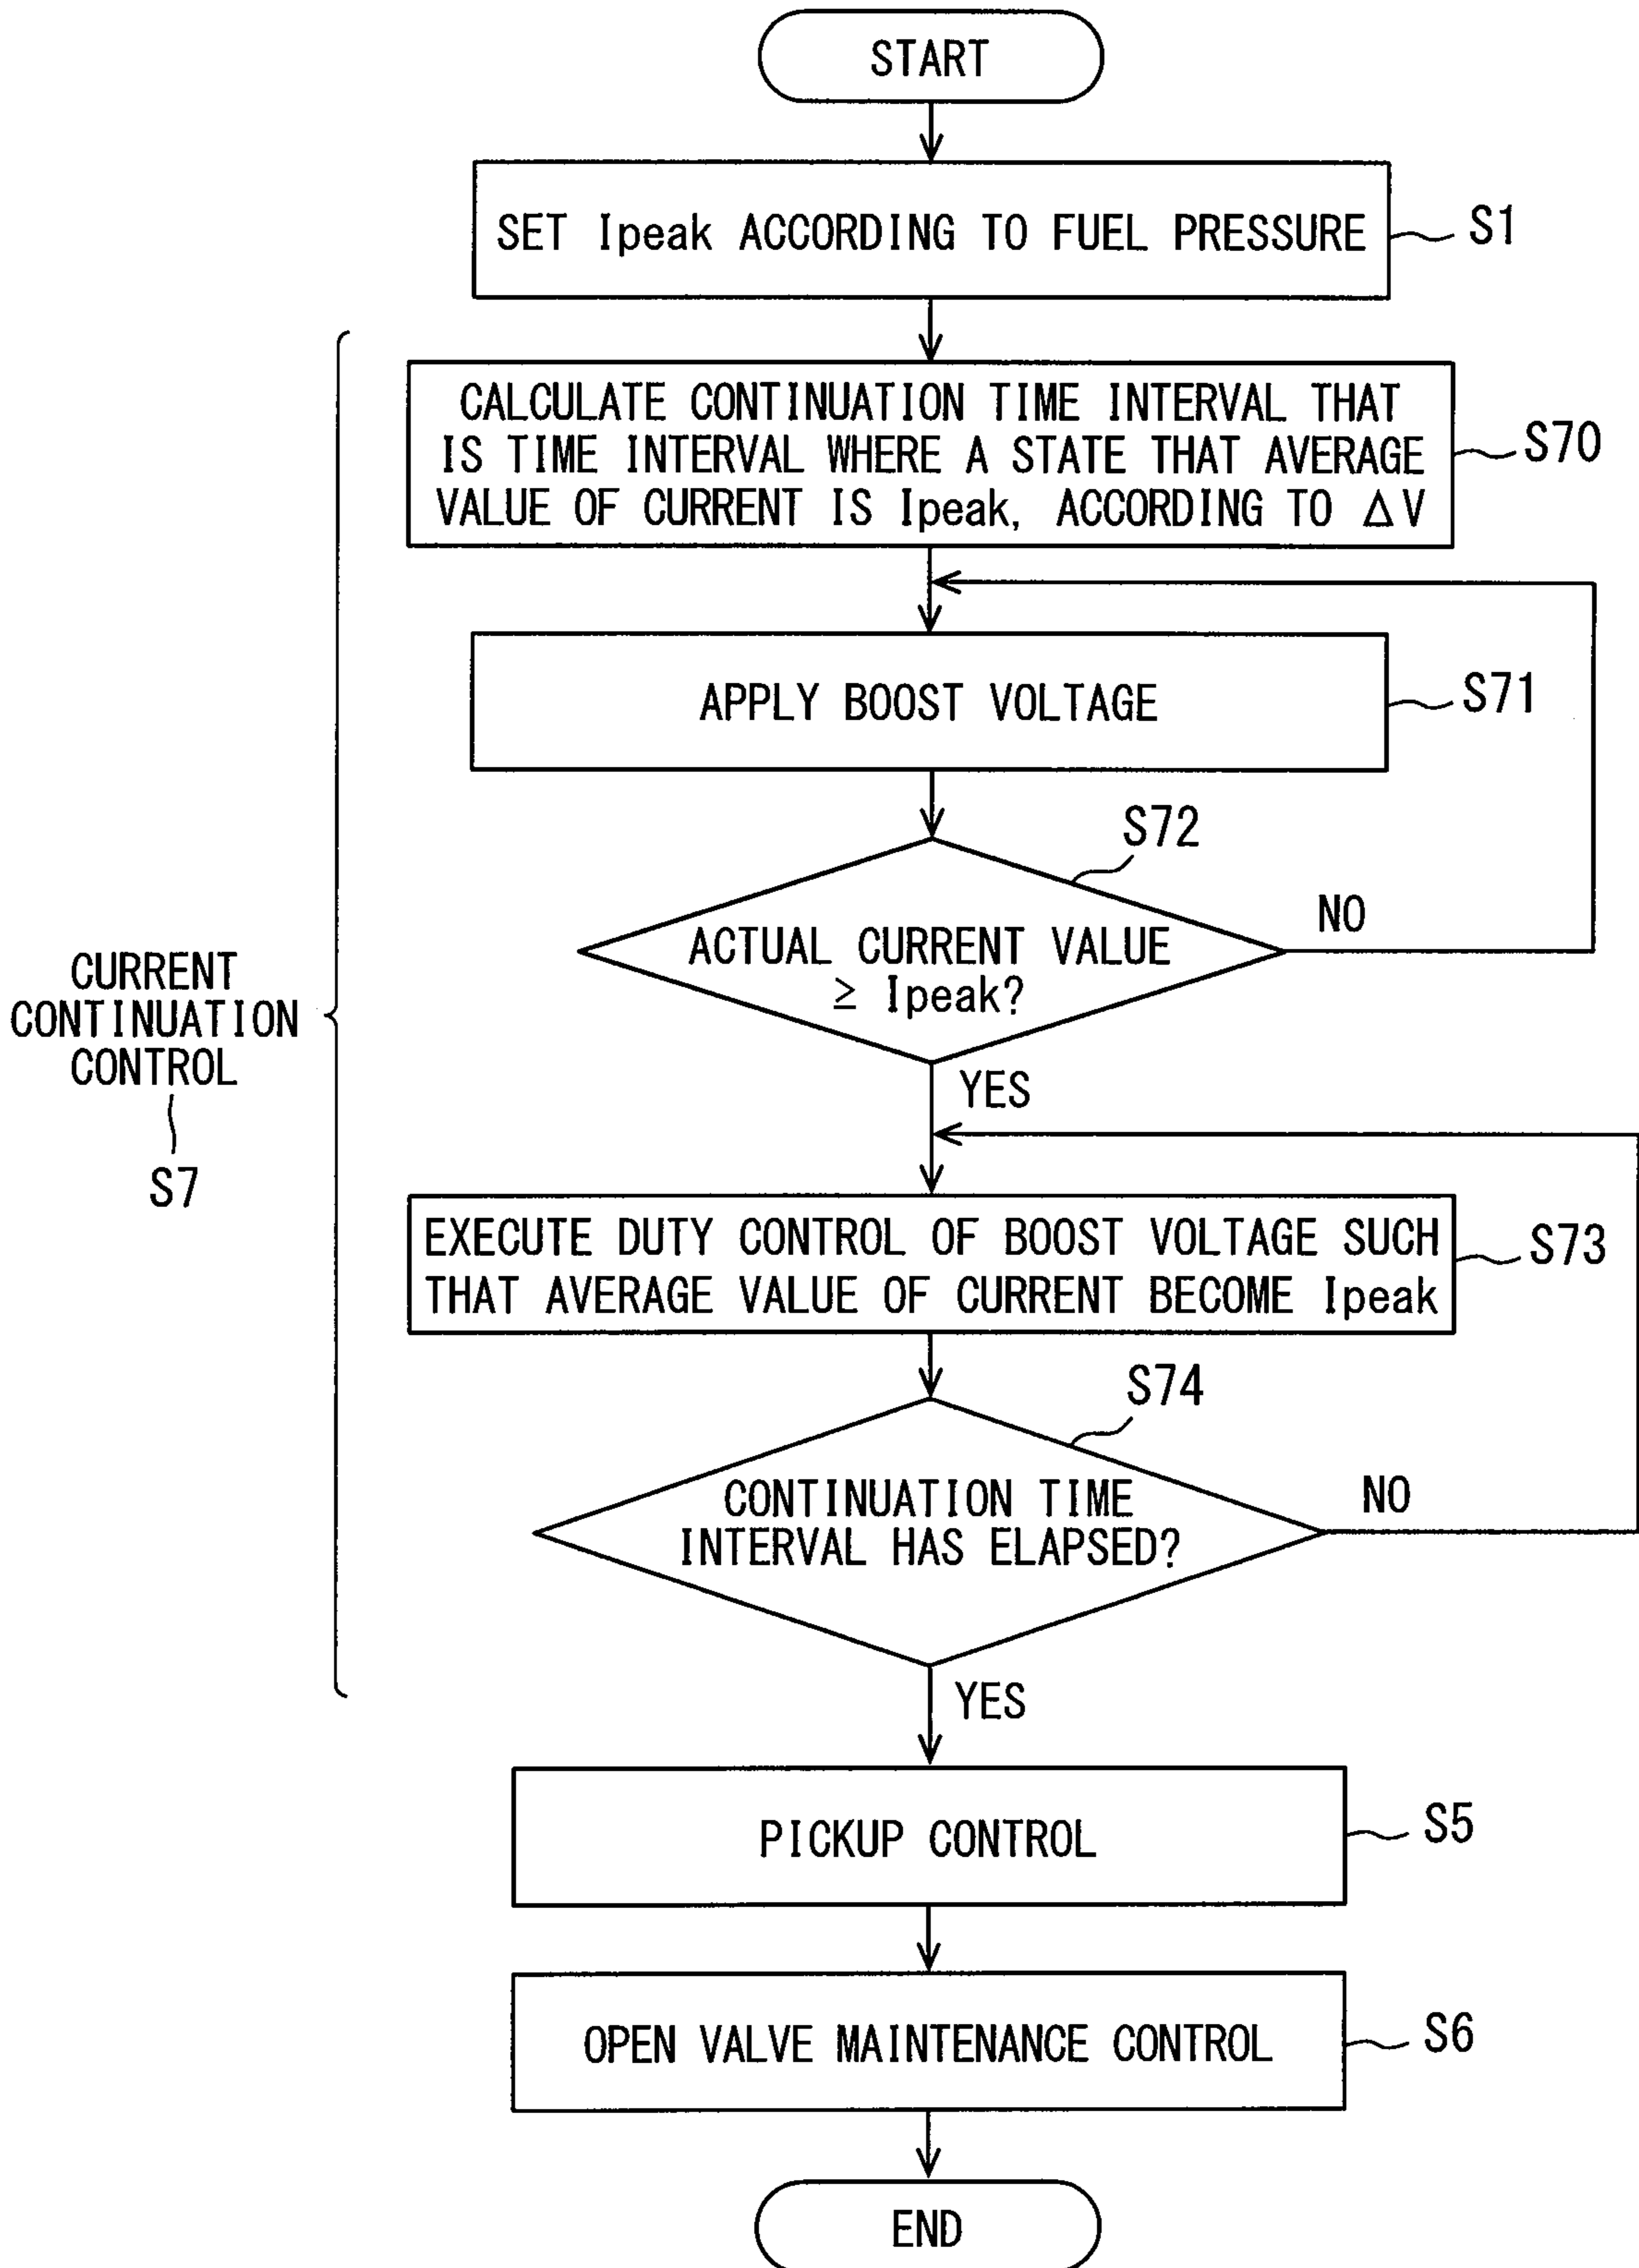 START
SET Ipeak ACCORDING TO FUEL PRESSURE
S1
CALCULATE CONTINUATION TIME INTERVAL THAT
IS TIME INTERVAL WHERE A STATE THAT AVERAGE
VALUE OF CURRENT IS Ipeak, ACCORDING TO ΔV
S70
APPLY BOOST VOLTAGE
S71
S72
ACTUAL CURRENT VALUE
≥ Ipeak?
NO
YES
CURRENT
CONTINUATION
CONTROL
S7
EXECUTE DUTY CONTROL OF BOOST VOLTAGE SUCH
THAT AVERAGE VALUE OF CURRENT BECOME Ipeak
S73
S74
CONTINUATION TIME
INTERVAL HAS ELAPSED?
NO
YES
PICKUP CONTROL
S5
OPEN VALVE MAINTENANCE CONTROL
S6
END